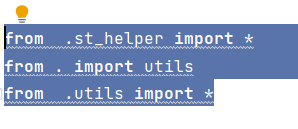 from  .st_helper import *
from . import utils
from  .utils import *